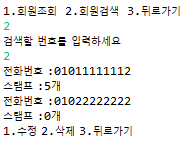 1.회원조회 2.회원검색 3.뒤로가기
2
검색할 번호를 입력하세요
2
전화번호 :01011111112
스탬프 :5개
전화번호 :01022222222
스탬프 :0개
1.수정 2.삭제 3.뒤로가기